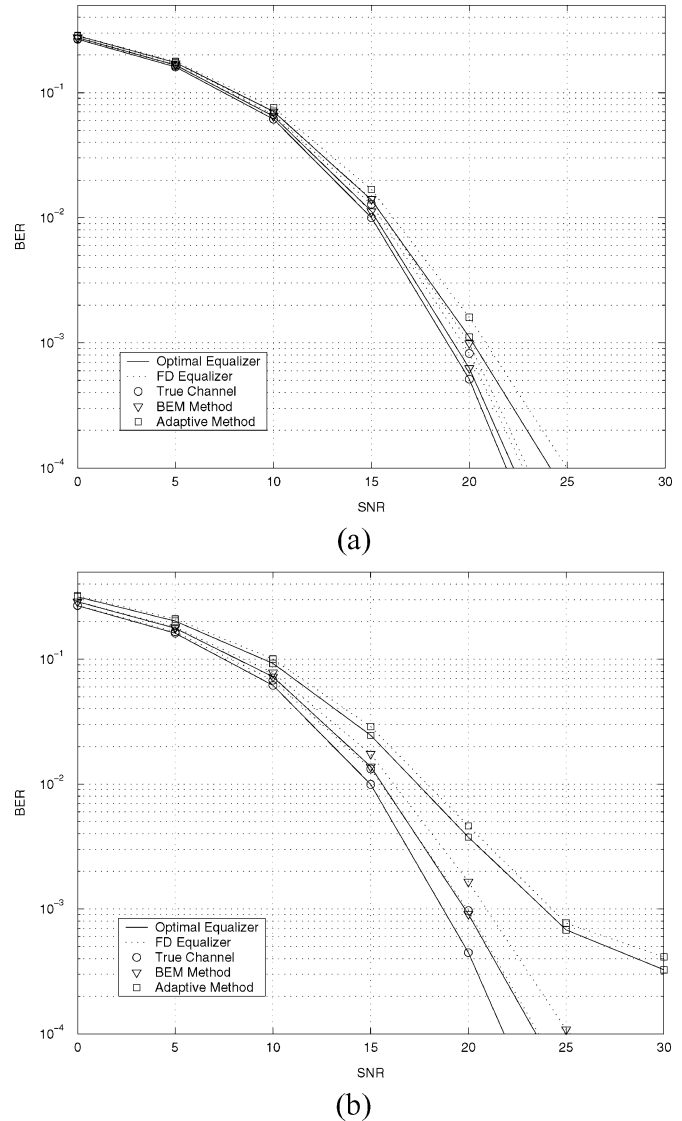 10⁻¹
10⁻²
10⁻³
10⁻⁴
BER
Optimal Equalizer
FD Equalizer
True Channel
BEM Method
Adaptive Method
0 5 10 15 20 25 30
SNR
(a)
10⁻¹
10⁻²
10⁻³
10⁻⁴
BER
Optimal Equalizer
FD Equalizer
True Channel
BEM Method
Adaptive Method
0 5 10 15 20 25 30
SNR
(b)